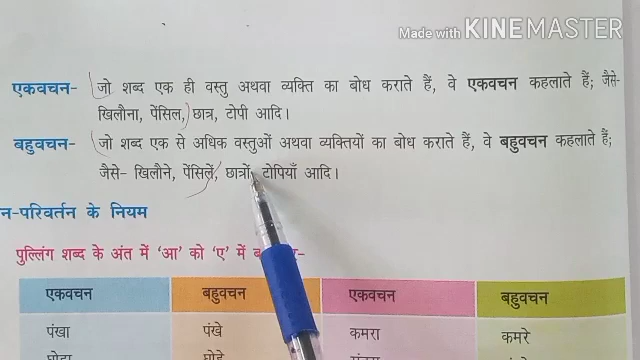 Made with KINEMASTER
एकवचन- जो शब्द एक ही वस्तु अथवा व्यक्ति का बोध कराते हैं, वे एकवचन कहलाते हैं; जैसे-
खिलौना, पेंसिल, छात्र, टोपी आदि।
बहुवचन- जो शब्द एक से अधिक वस्तुओं अथवा व्यक्तियों का बोध कराते हैं, वे बहुवचन कहलाते हैं;
जैसे- खिलौने, पेंसिलें, छात्रों, टोपियाँ आदि।
न-परिवर्तन के नियम
पुल्लिंग शब्द के अंत में 'आ' को 'ए' में
एकवचन बहुवचन एकवचन बहुवचन
पंखा पंखे कमरा कमरे